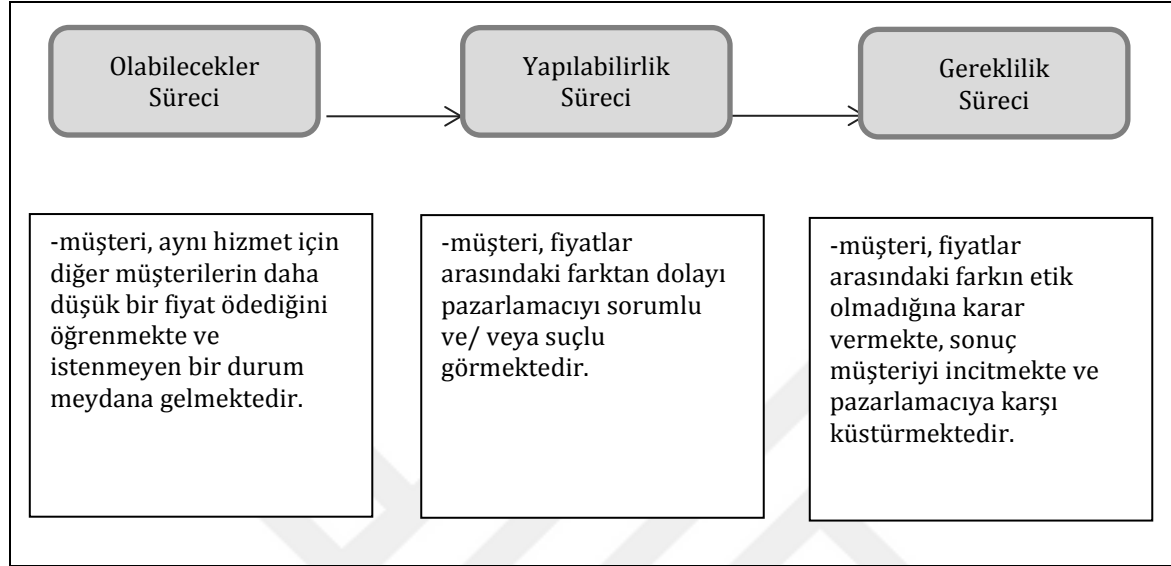 Olabilecekler
Süreci
Yapılabilirlik
Süreci
Gereklilik
Süreci
-müşteri, aynı hizmet için
diğer müşterilerin daha
düşük bir fiyat ödediğini
öğrenmekte ve
istenmeyen bir durum
meydana gelmektedir.
-müşteri, fiyatlar
arasındaki farktan dolayı
pazarlamacıyı sorumlu
ve/ veya suçlu
görmektedir.
-müşteri, fiyatlar
arasındaki farkın etik
olmadığına karar
vermekte, sonuç
müşteriyi incitmekte ve
pazarlamacıya karşı
küstürmektedir.